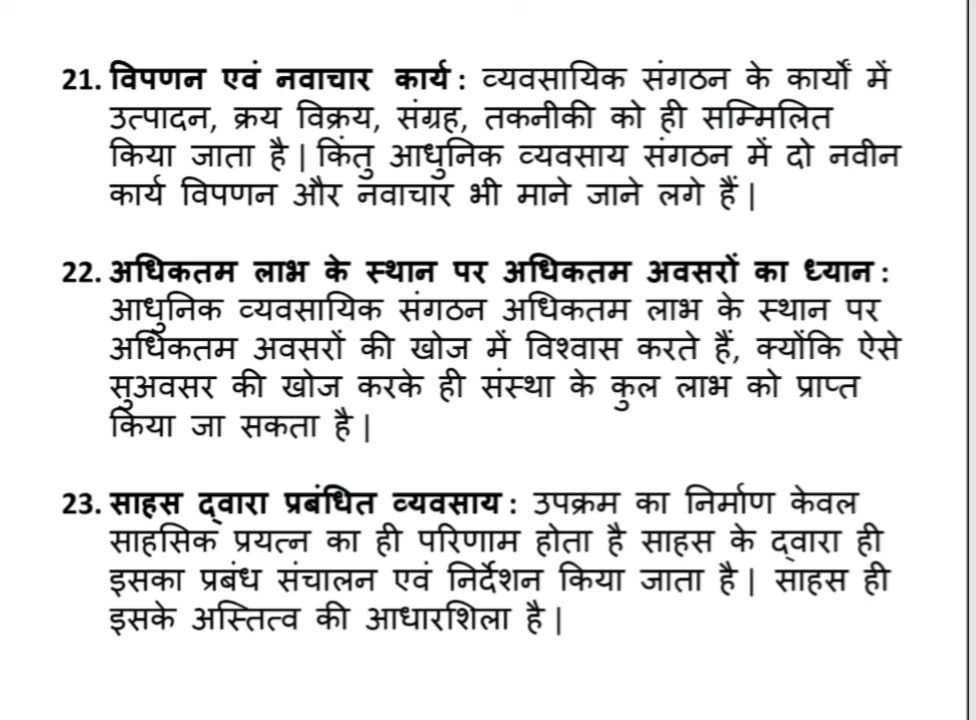 21. विपणन एवं नवाचार कार्य : व्यवसायिक संगठन के कार्यों में
उत्पादन, क्रय विक्रय, संग्रह, तकनीकी को ही सम्मिलित
किया जाता है | किंतु आधुनिक व्यवसाय संगठन में दो नवीन
कार्य विपणन और नवाचार भी माने जाने लगे हैं |
22. अधिकतम लाभ के स्थान पर अधिकतम अवसरों का ध्यान :
आधुनिक व्यवसायिक संगठन अधिकतम लाभ के स्थान पर
अधिकतम अवसरों की खोज में विश्वास करते हैं, क्योंकि ऐसे
सुअवसर की खोज करके ही संस्था के कुल लाभ को प्राप्त
किया जा सकता है |
23. साहस द्वारा प्रबंधित व्यवसाय : उपक्रम का निर्माण केवल
साहसिक प्रयत्न का ही परिणाम होता है साहस के द्वारा ही
इसका प्रबंध संचालन एवं निर्देशन किया जाता है | साहस ही
इसके अस्तित्व की आधारशिला है |